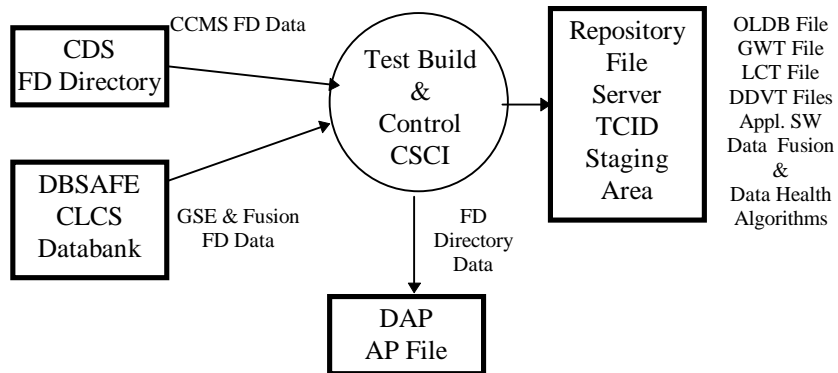 CCMS FD Data
CDS
FD Directory
Test Build
&
Control
CSCI
Repository
File
Server
TCID
Staging
Area
OLDB File
GWT File
LCT File
DDVT Files
Appl. SW
Data Fusion
&
Data Health
Algorithms
DBSAFE
CLCS
Databank
GSE & Fusion
FD Data
FD
Directory
Data
DAP
AP File